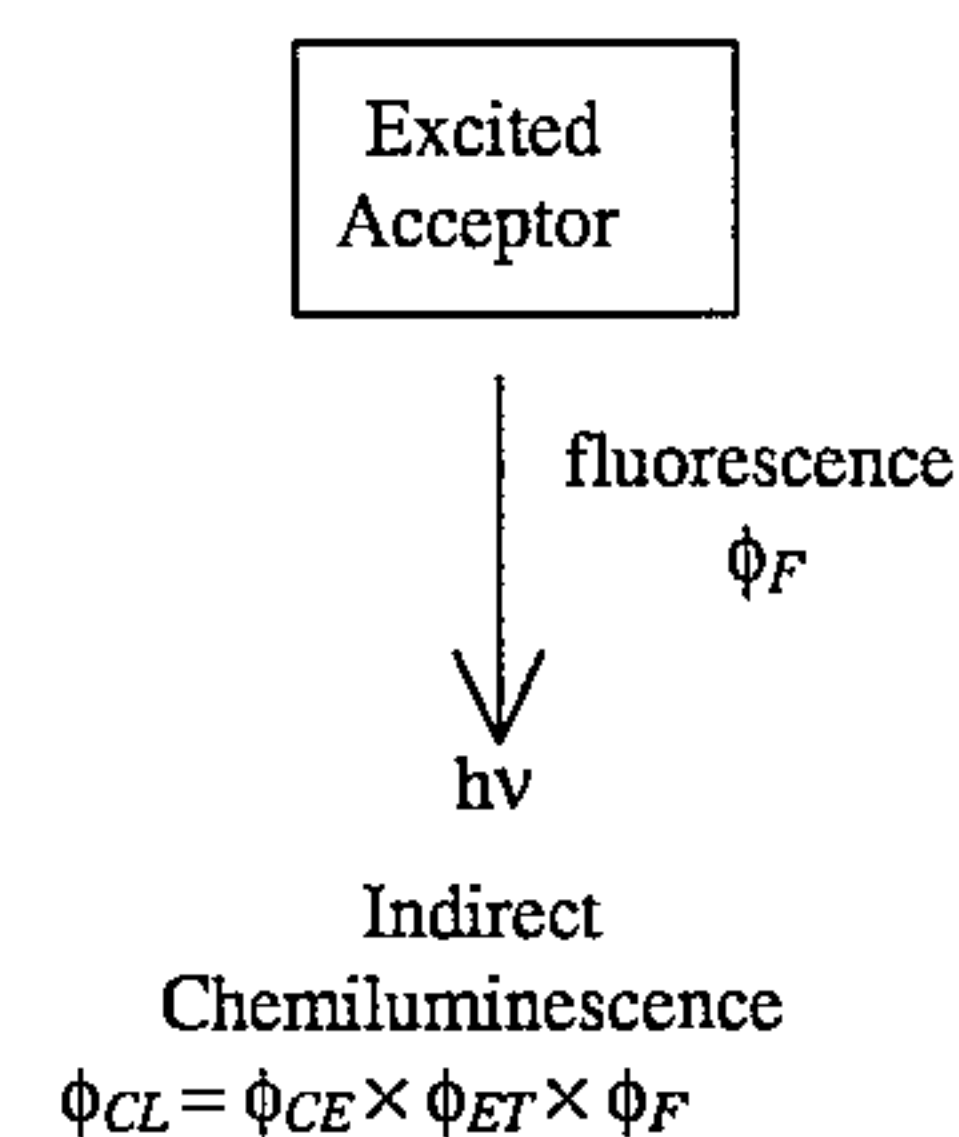 Excited
Acceptor
fluorescence
ϕF
hν
Indirect
Chemiluminescence
ϕCL = ϕCE × ϕET × ϕF